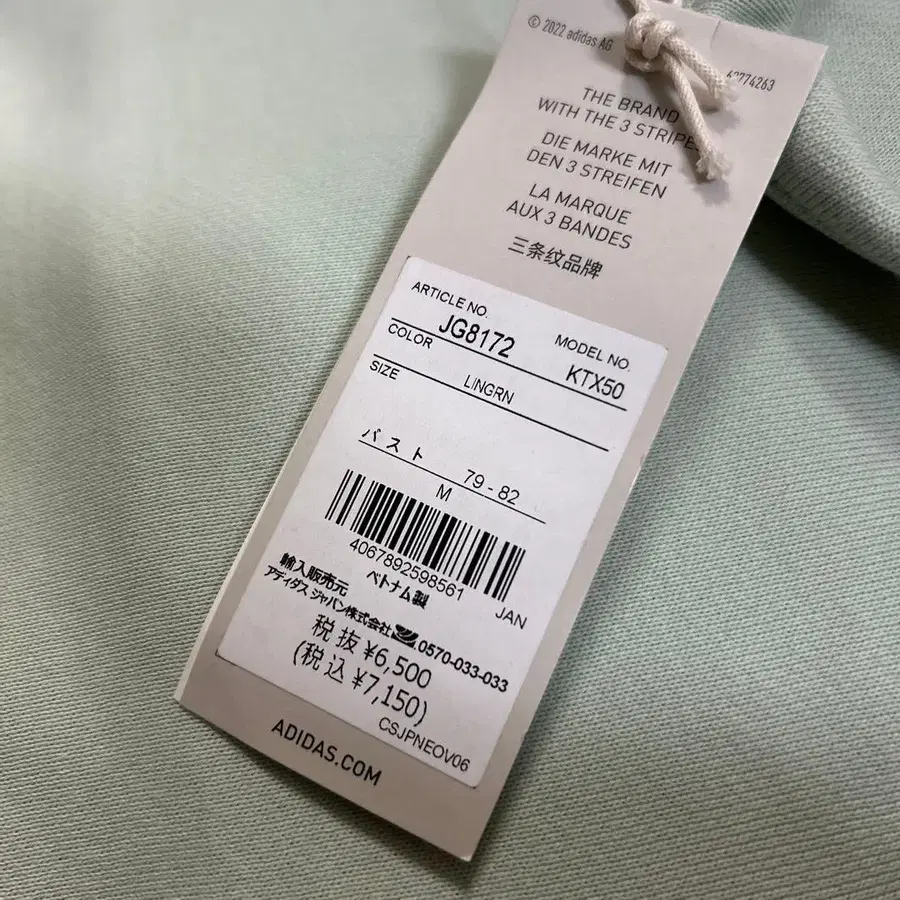 © 2022 adidas AG
THE BRAND
WITH THE 3 STRIPES
DIE MARKE MIT
DEN 3 STREIFEN
LA MARQUE
AUX 3 BANDES
三条纹品牌
ARTICLE NO.
JG8172
MODEL NO.
KTX50
COLOR
LINGRN
SIZE
バスト 79 - 82
M
4067892598561
JAN
ベトナム製
輸入販売元
アディダス ジャパン株式会社 0570-033-033
税抜 ¥6,500
(税込 ¥7,150)
CSJPNEOV06
ADIDAS.COM